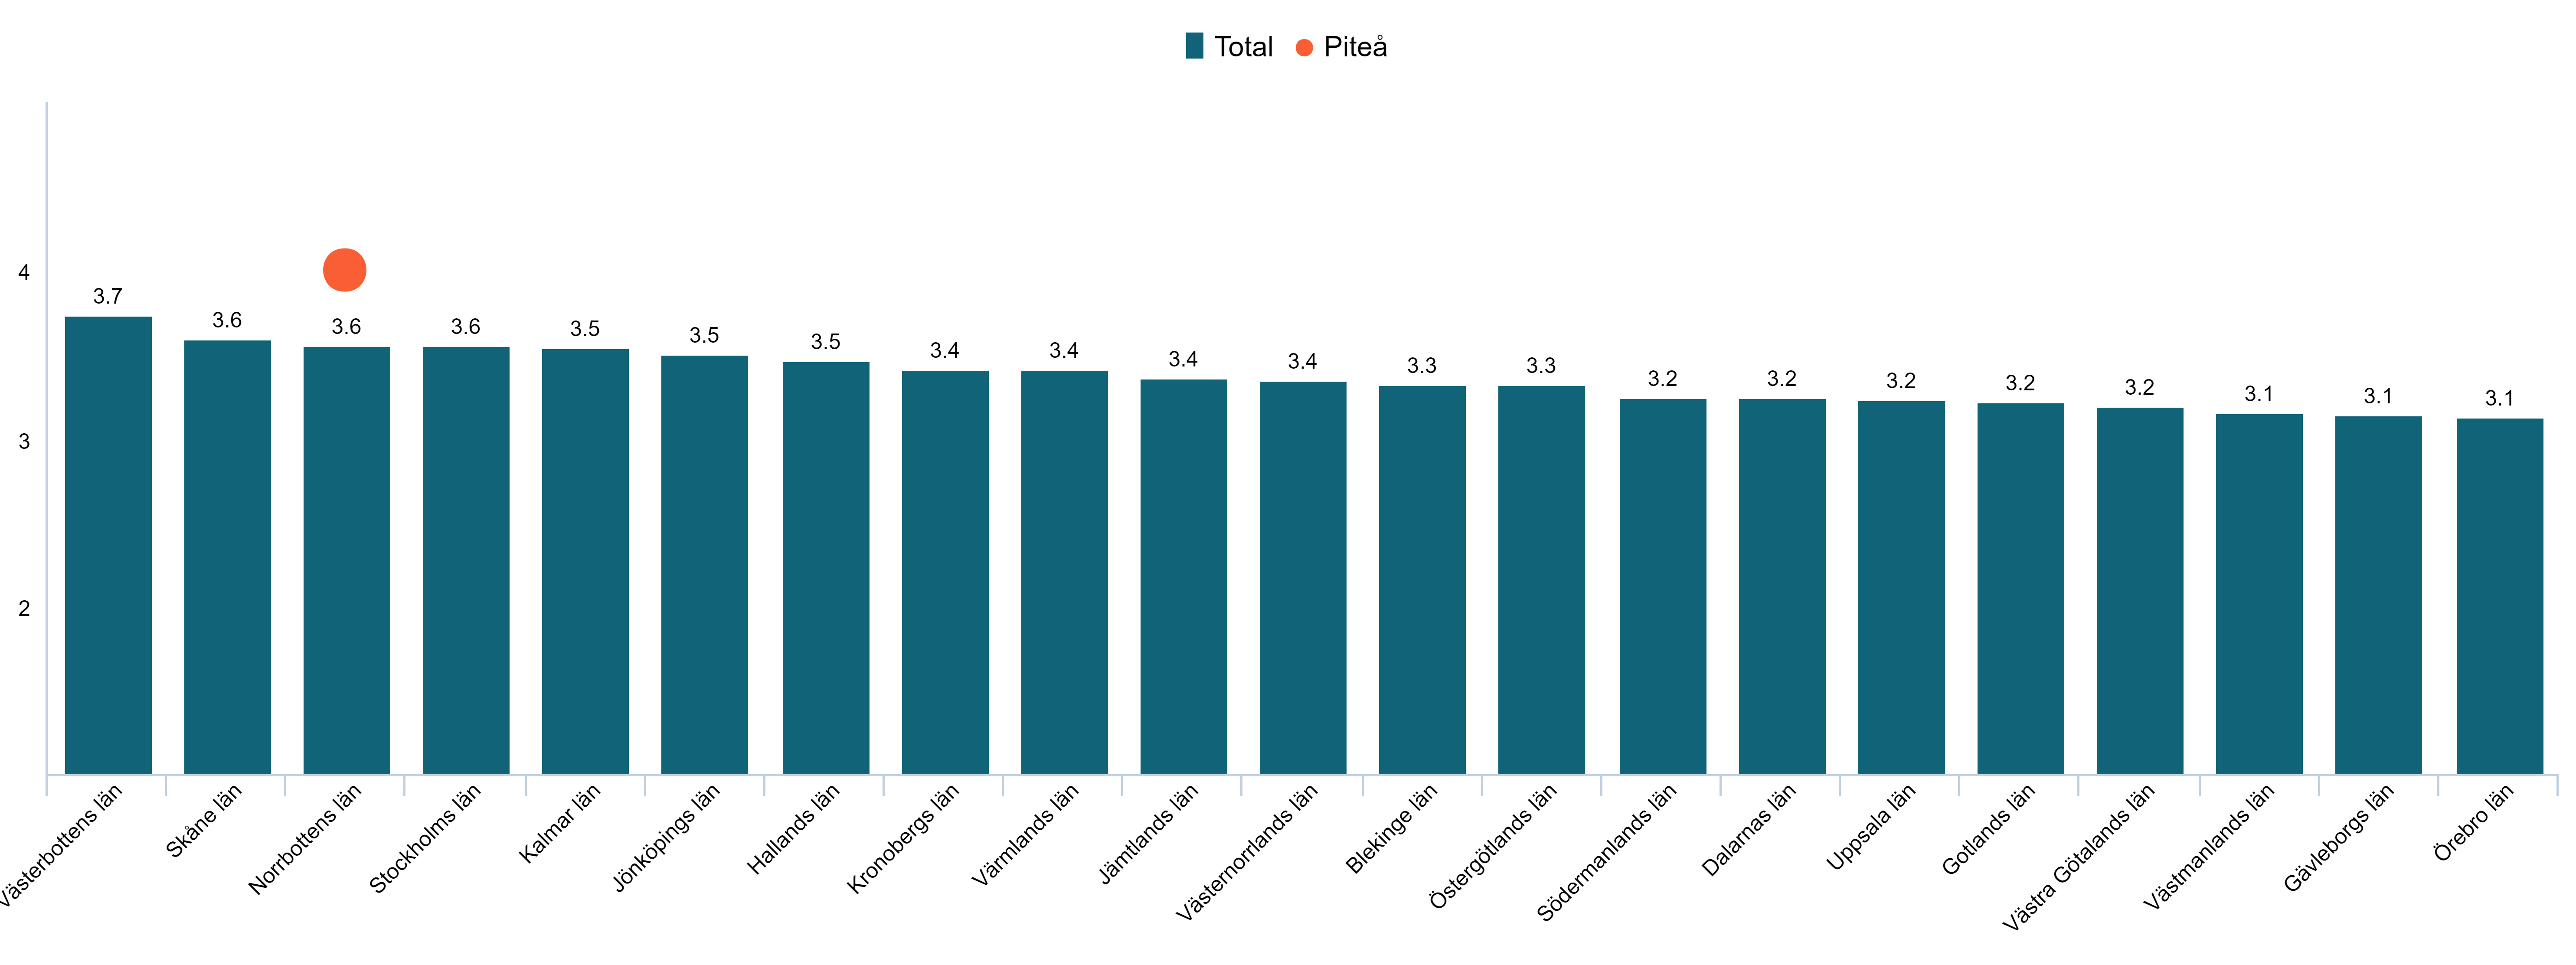 Total Piteå
4
3
2
3.7 3.6 3.6 3.6 3.5 3.5 3.5 3.4 3.4 3.4 3.4 3.3 3.3 3.2 3.2 3.2 3.2 3.2 3.1 3.1 3.1
Västerbottens län
Skåne län
Norrbottens län
Stockholms län
Kalmar län
Jönköpings län
Hallands län
Kronobergs län
Värmlands län
Jämtlands län
Västernorrlands län
Blekinge län
Östergötlands län
Södermanlands län
Dalarnas län
Uppsala län
Gotlands län
Västra Götalands län
Västmanlands län
Gävleborgs län
Örebro län